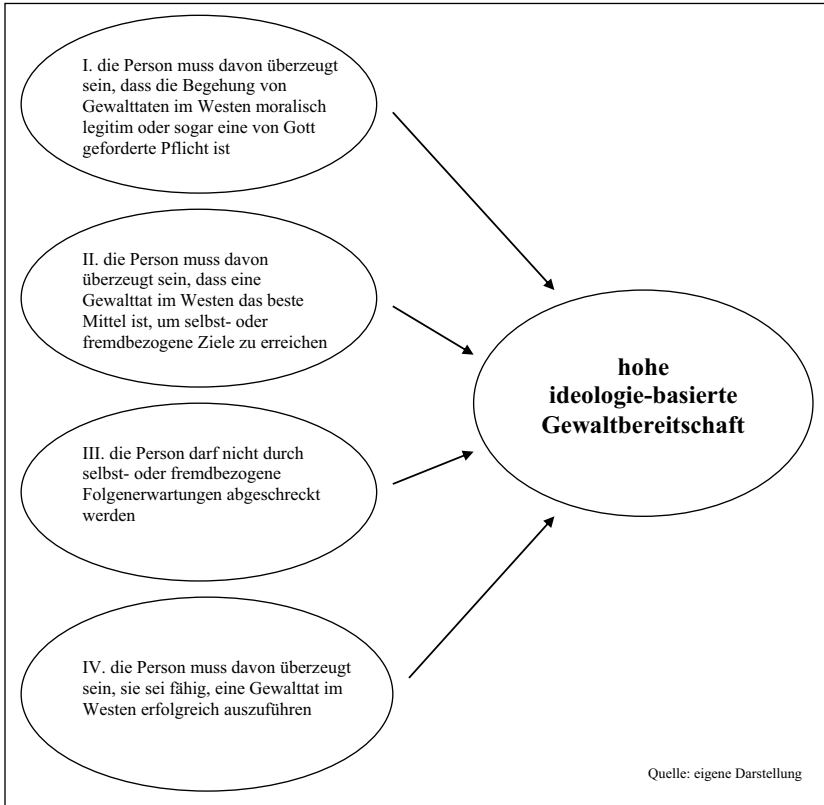 I. die Person muss davon überzeugt
sein, dass die Begehung von
Gewalttaten im Westen moralisch
legitim oder sogar eine von Gott
geforderte Pflicht ist
II. die Person muss davon
überzeugt sein, dass eine
Gewalttat im Westen das beste
Mittel ist, um selbst- oder
fremdbezogene Ziele zu erreichen
hohe
ideologie-basierte
Gewaltbereitschaft
III. die Person darf nicht durch
selbst- oder fremdbezogene
Folgenerwartungen abgeschreckt
werden
IV. die Person muss davon überzeugt
sein, sie sei fähig, eine Gewalttat im
Westen erfolgreich auszuführen
Quelle: eigene Darstellung